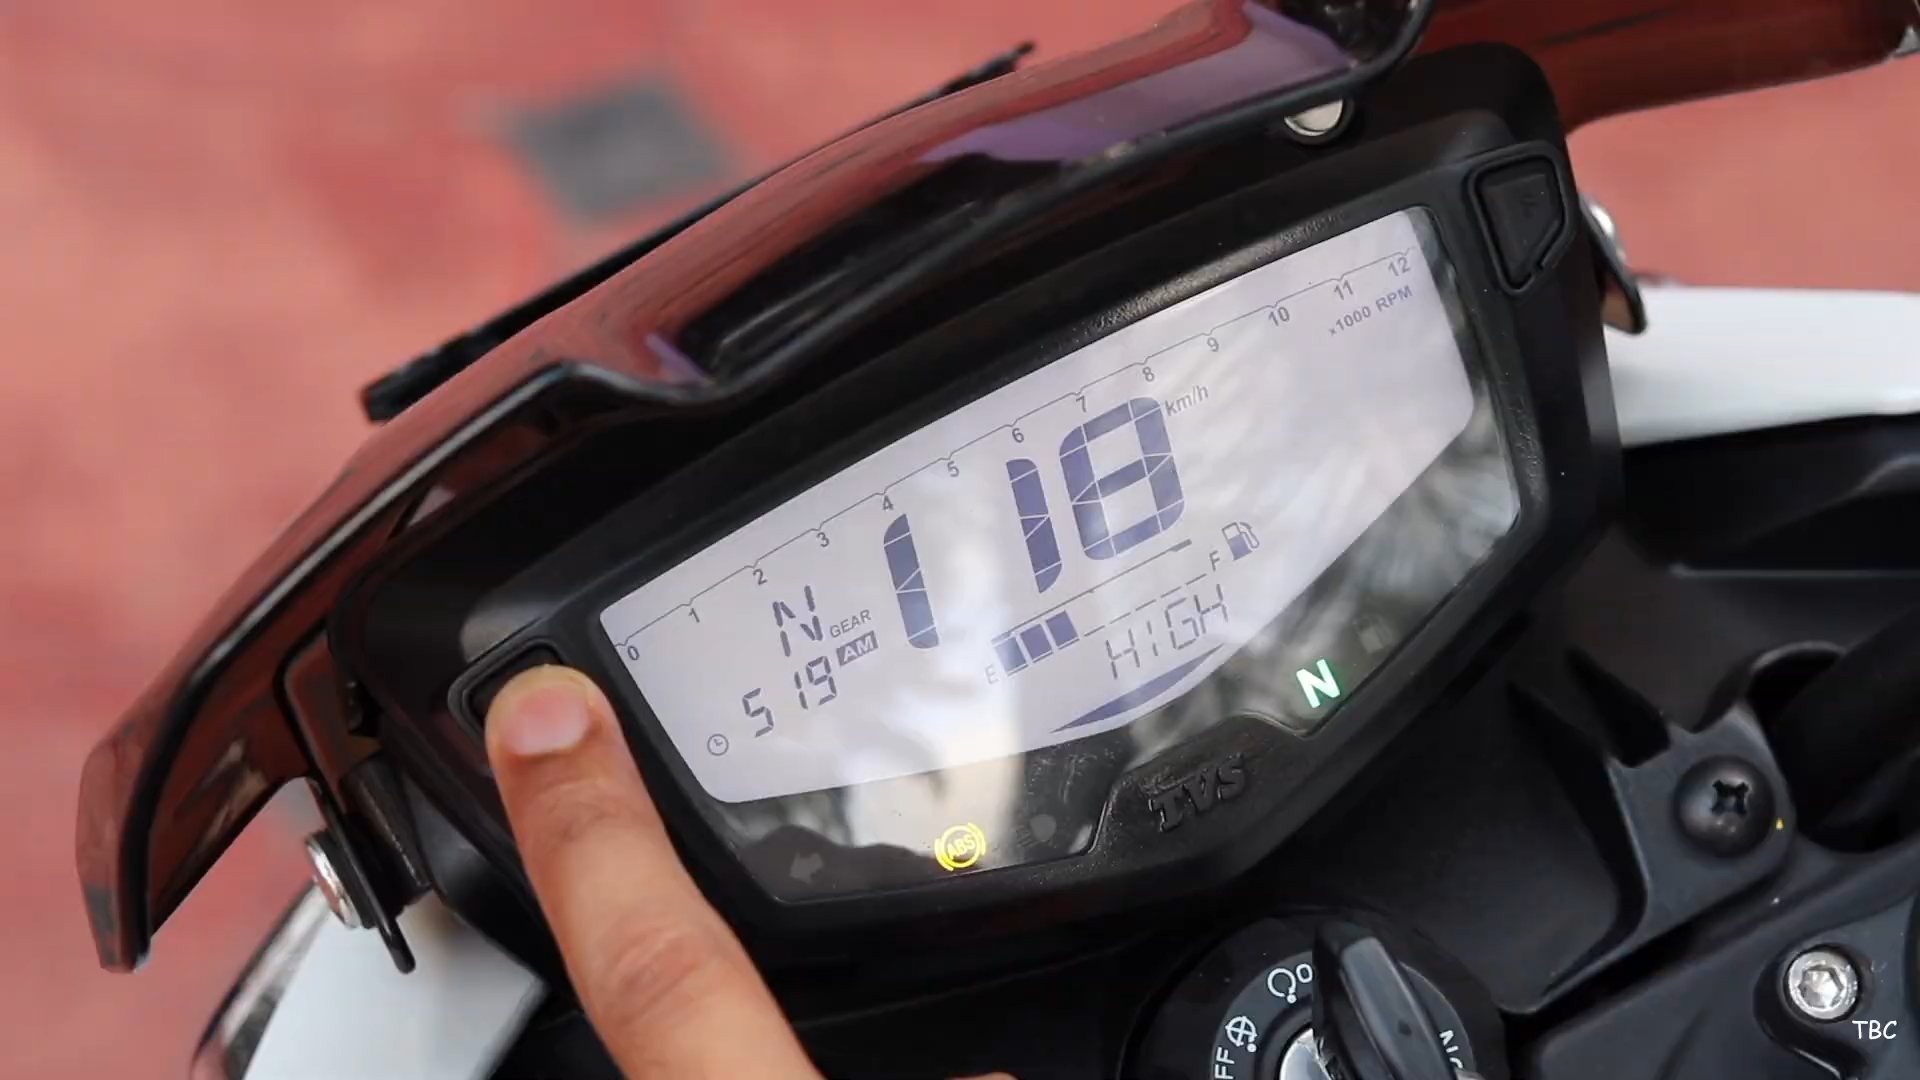 0 1 2 3 4 5 6 7 8 9 10 11 12
x1000 RPM
118 km/h
N GEAR
5 19 AM
E F
HIGH
N
ABS
TVS
TBC